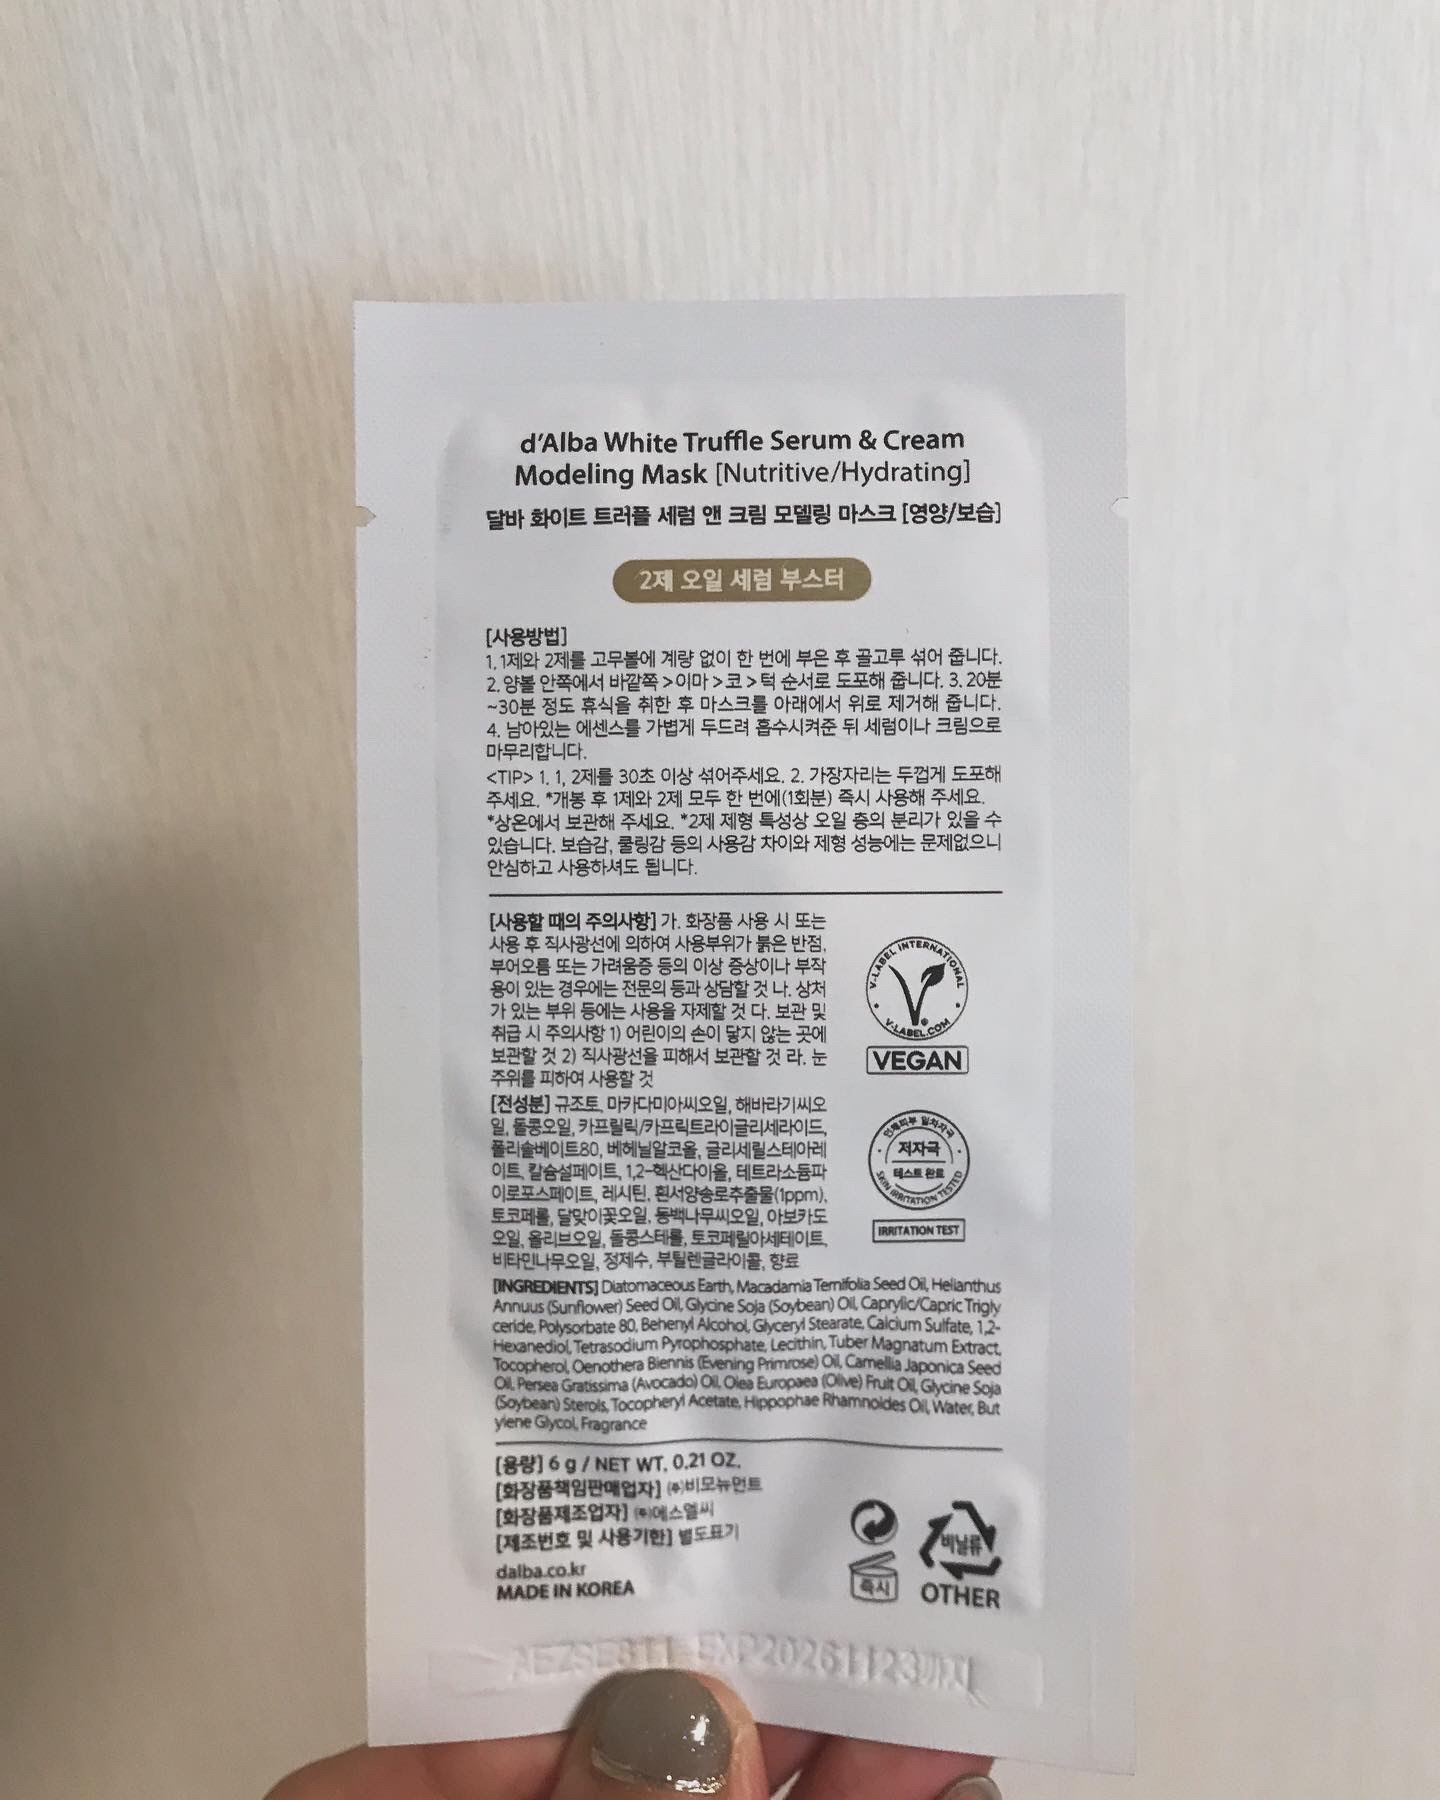 d'Alba White Truffle Serum & Cream
Modeling Mask [Nutritive/Hydrating]
달바 화이트 트러플 세럼 앤 크림 모델링 마스크 [영양/보습]
2제 오일 세럼 부스터
[사용방법]
1. 1제와 2제를 고무볼에 계량 없이 한 번에 부은 후 골고루 섞어 줍니다.
2. 양볼 안쪽에서 바깥쪽 > 이마 > 코 > 턱 순서로 도포해 줍니다. 3. 20분
~30분 정도 휴식을 취한 후 마스크를 아래에서 위로 제거해 줍니다.
4. 남아있는 에센스를 가볍게 두드려 흡수시켜준 뒤 세럼이나 크림으로
마무리합니다.
<TIP> 1. 1, 2제를 30초 이상 섞어주세요. 2. 가장자리는 두껍게 도포해
주세요. *개봉 후 1제와 2제 모두 한 번에(1회분) 즉시 사용해 주세요.
*상온에서 보관해 주세요. *2제 제형 특성상 오일 층의 분리가 있을 수
있습니다. 보습감, 쿨링감 등의 사용감 차이와 제형 성능에는 문제없으니
안심하고 사용하셔도 됩니다.
[사용할 때의 주의사항] 가. 화장품 사용 시 또는
사용 후 직사광선에 의하여 사용부위가 붉은 반점,
부어오름 또는 가려움증 등의 이상 증상이나 부작
용이 있는 경우에는 전문의 등과 상담할 것 나. 상처
가 있는 부위 등에는 사용을 자제할 것 다. 보관 및
취급 시 주의사항 1) 어린이의 손이 닿지 않는 곳에
보관할 것 2) 직사광선을 피해서 보관할 것 라. 눈
주위를 피하여 사용할 것
V-LABEL INTERNATIONAL
V-LABEL.COM
VEGAN
[전성분] 규조토, 마카다미아씨오일, 해바라기씨오
일, 돌콩오일, 카프릴릭/카프릭트라이글리세라이드,
폴리솔베이트80, 베헤닐알코올, 글리세릴스테아레
이트, 칼슘설페이트, 1,2-헥산다이올, 테트라소듐파
이로포스페이트, 레시틴, 흰서양송로추출물(1ppm),
토코페롤, 달맞이꽃오일, 동백나무씨오일, 아보카도
오일, 올리브오일, 돌콩스테롤, 토코페릴아세테이트,
비타민나무오일, 정제수, 부틸렌글라이콜, 향료
인체피부 일차자극
저자극
테스트 완료
SKIN IRRITATION TESTED
IRRITATION TEST
[INGREDIENTS] Diatomaceous Earth, Macadamia Ternifolia Seed Oil, Helianthus
Annuus (Sunflower) Seed Oil, Glycine Soja (Soybean) Oil, Caprylic/Capric Trigly
ceride, Polysorbate 80, Behenyl Alcohol, Glyceryl Stearate, Calcium Sulfate, 1,2-
Hexanediol, Tetrasodium Pyrophosphate, Lecithin, Tuber Magnatum Extract,
Tocopherol, Oenothera Biennis (Evening Primrose) Oil, Camellia Japonica Seed
Oil, Persea Gratissima (Avocado) Oil, Olea Europaea (Olive) Fruit Oil, Glycine Soja
(Soybean) Sterols, Tocopheryl Acetate, Hippophae Rhamnoides Oil, Water, But
ylene Glycol, Fragrance
[용량] 6 g / NET WT. 0.21 OZ.
[화장품책임판매업자] ㈜비모뉴먼트
[화장품제조업자] ㈜에스엘씨
[제조번호 및 사용기한] 별도표기
dalba.co.kr
MADE IN KOREA
즉시
비닐류
OTHER
EXP20261123까지